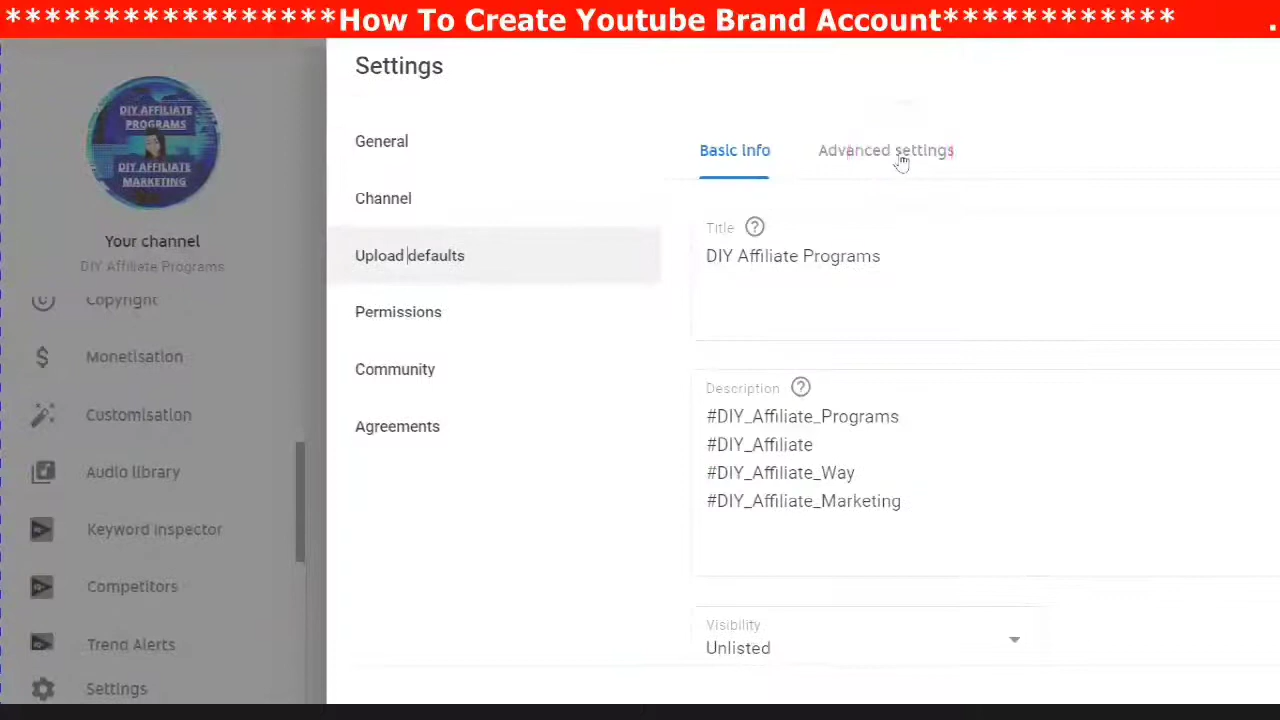 *****************How To Create Youtube Brand Account************ .
DIY AFFILIATE
PROGRAMS
DIY AFFILIATE
MARKETING
Your channel
DIY Affiliate Programs
Copyright
Monetisation
Customisation
Audio library
Keyword Inspector
Competitors
Trend Alerts
Settings
Settings
General
Channel
Upload defaults
Permissions
Community
Agreements
Basic info Advanced settings
Title
DIY Affiliate Programs
Description
#DIY_Affiliate_Programs
#DIY_Affiliate
#DIY_Affiliate_Way
#DIY_Affiliate_Marketing
Visibility
Unlisted